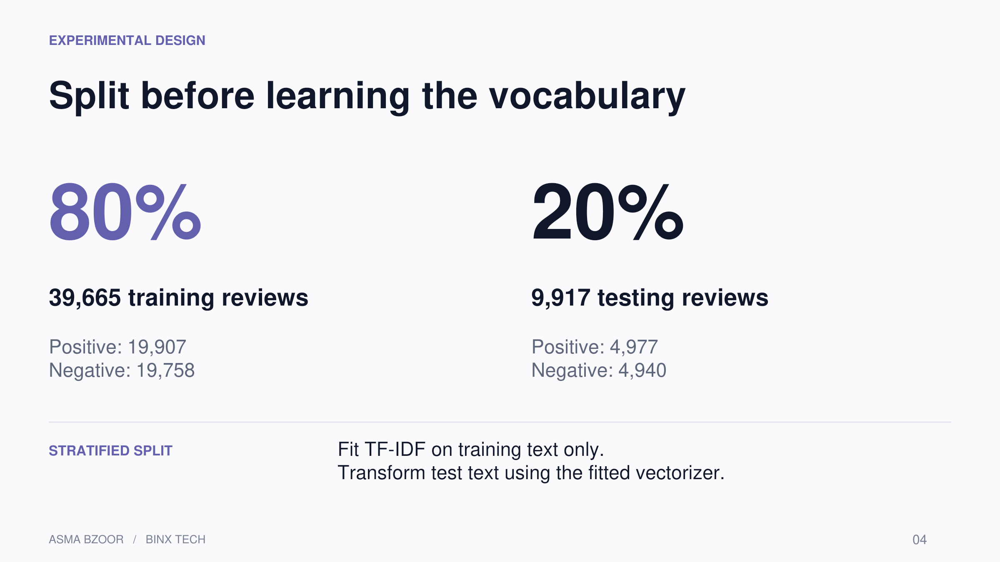 EXPERIMENTAL DESIGN
Split before learning the vocabulary
80%
39,665 training reviews
Positive: 19,907
Negative: 19,758
20%
9,917 testing reviews
Positive: 4,977
Negative: 4,940
STRATIFIED SPLIT
Fit TF-IDF on training text only.
Transform test text using the fitted vectorizer.
ASMA BZOOR / BINX TECH
04